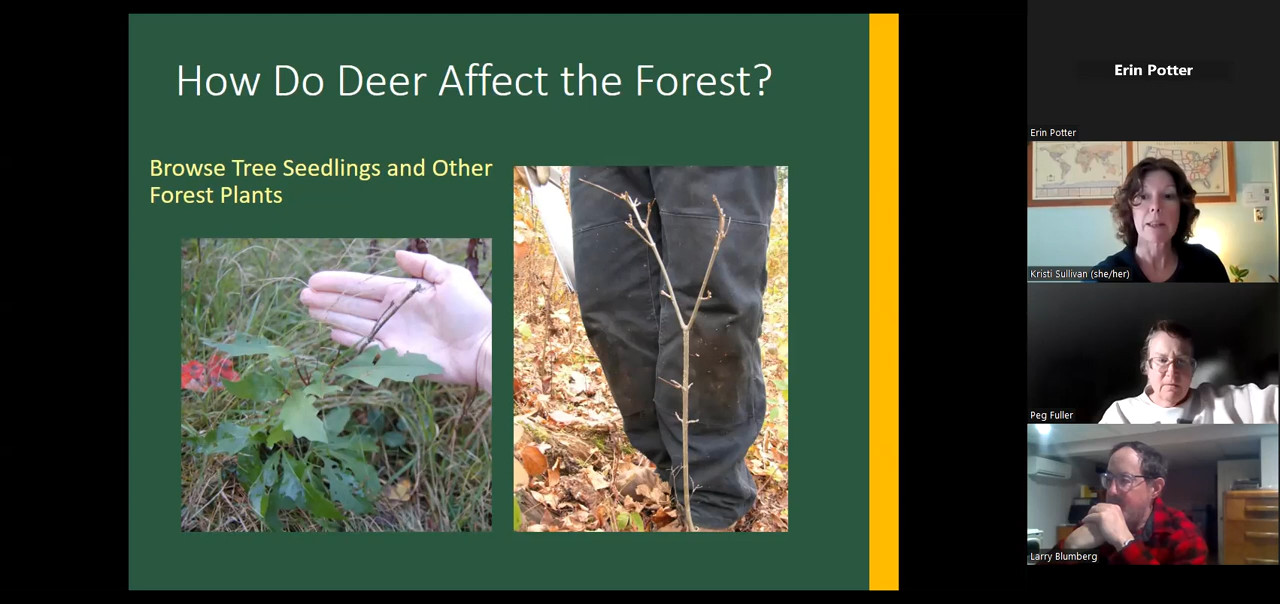 How Do Deer Affect the Forest?
Browse Tree Seedlings and Other
Forest Plants
Erin Potter
Erin Potter
Kristi Sullivan (she/her)
Peg Fuller
Larry Blumberg